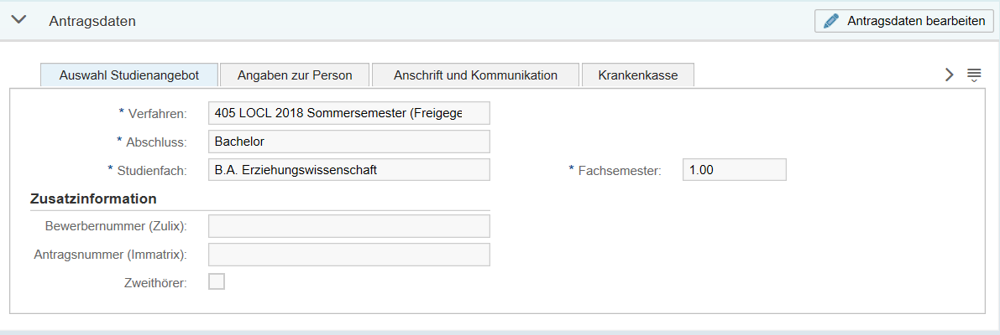 Antragsdaten
Antragsdaten bearbeiten
Auswahl Studienangebot Angaben zur Person Anschrift und Kommunikation Krankenkasse
* Verfahren: 405 LOCL 2018 Sommersemester (Freigege
* Abschluss: Bachelor
* Studienfach: B.A. Erziehungswissenschaft * Fachsemester: 1.00
Zusatzinformation
Bewerbernummer (Zulix):
Antragsnummer (Immatrix):
Zweithörer: